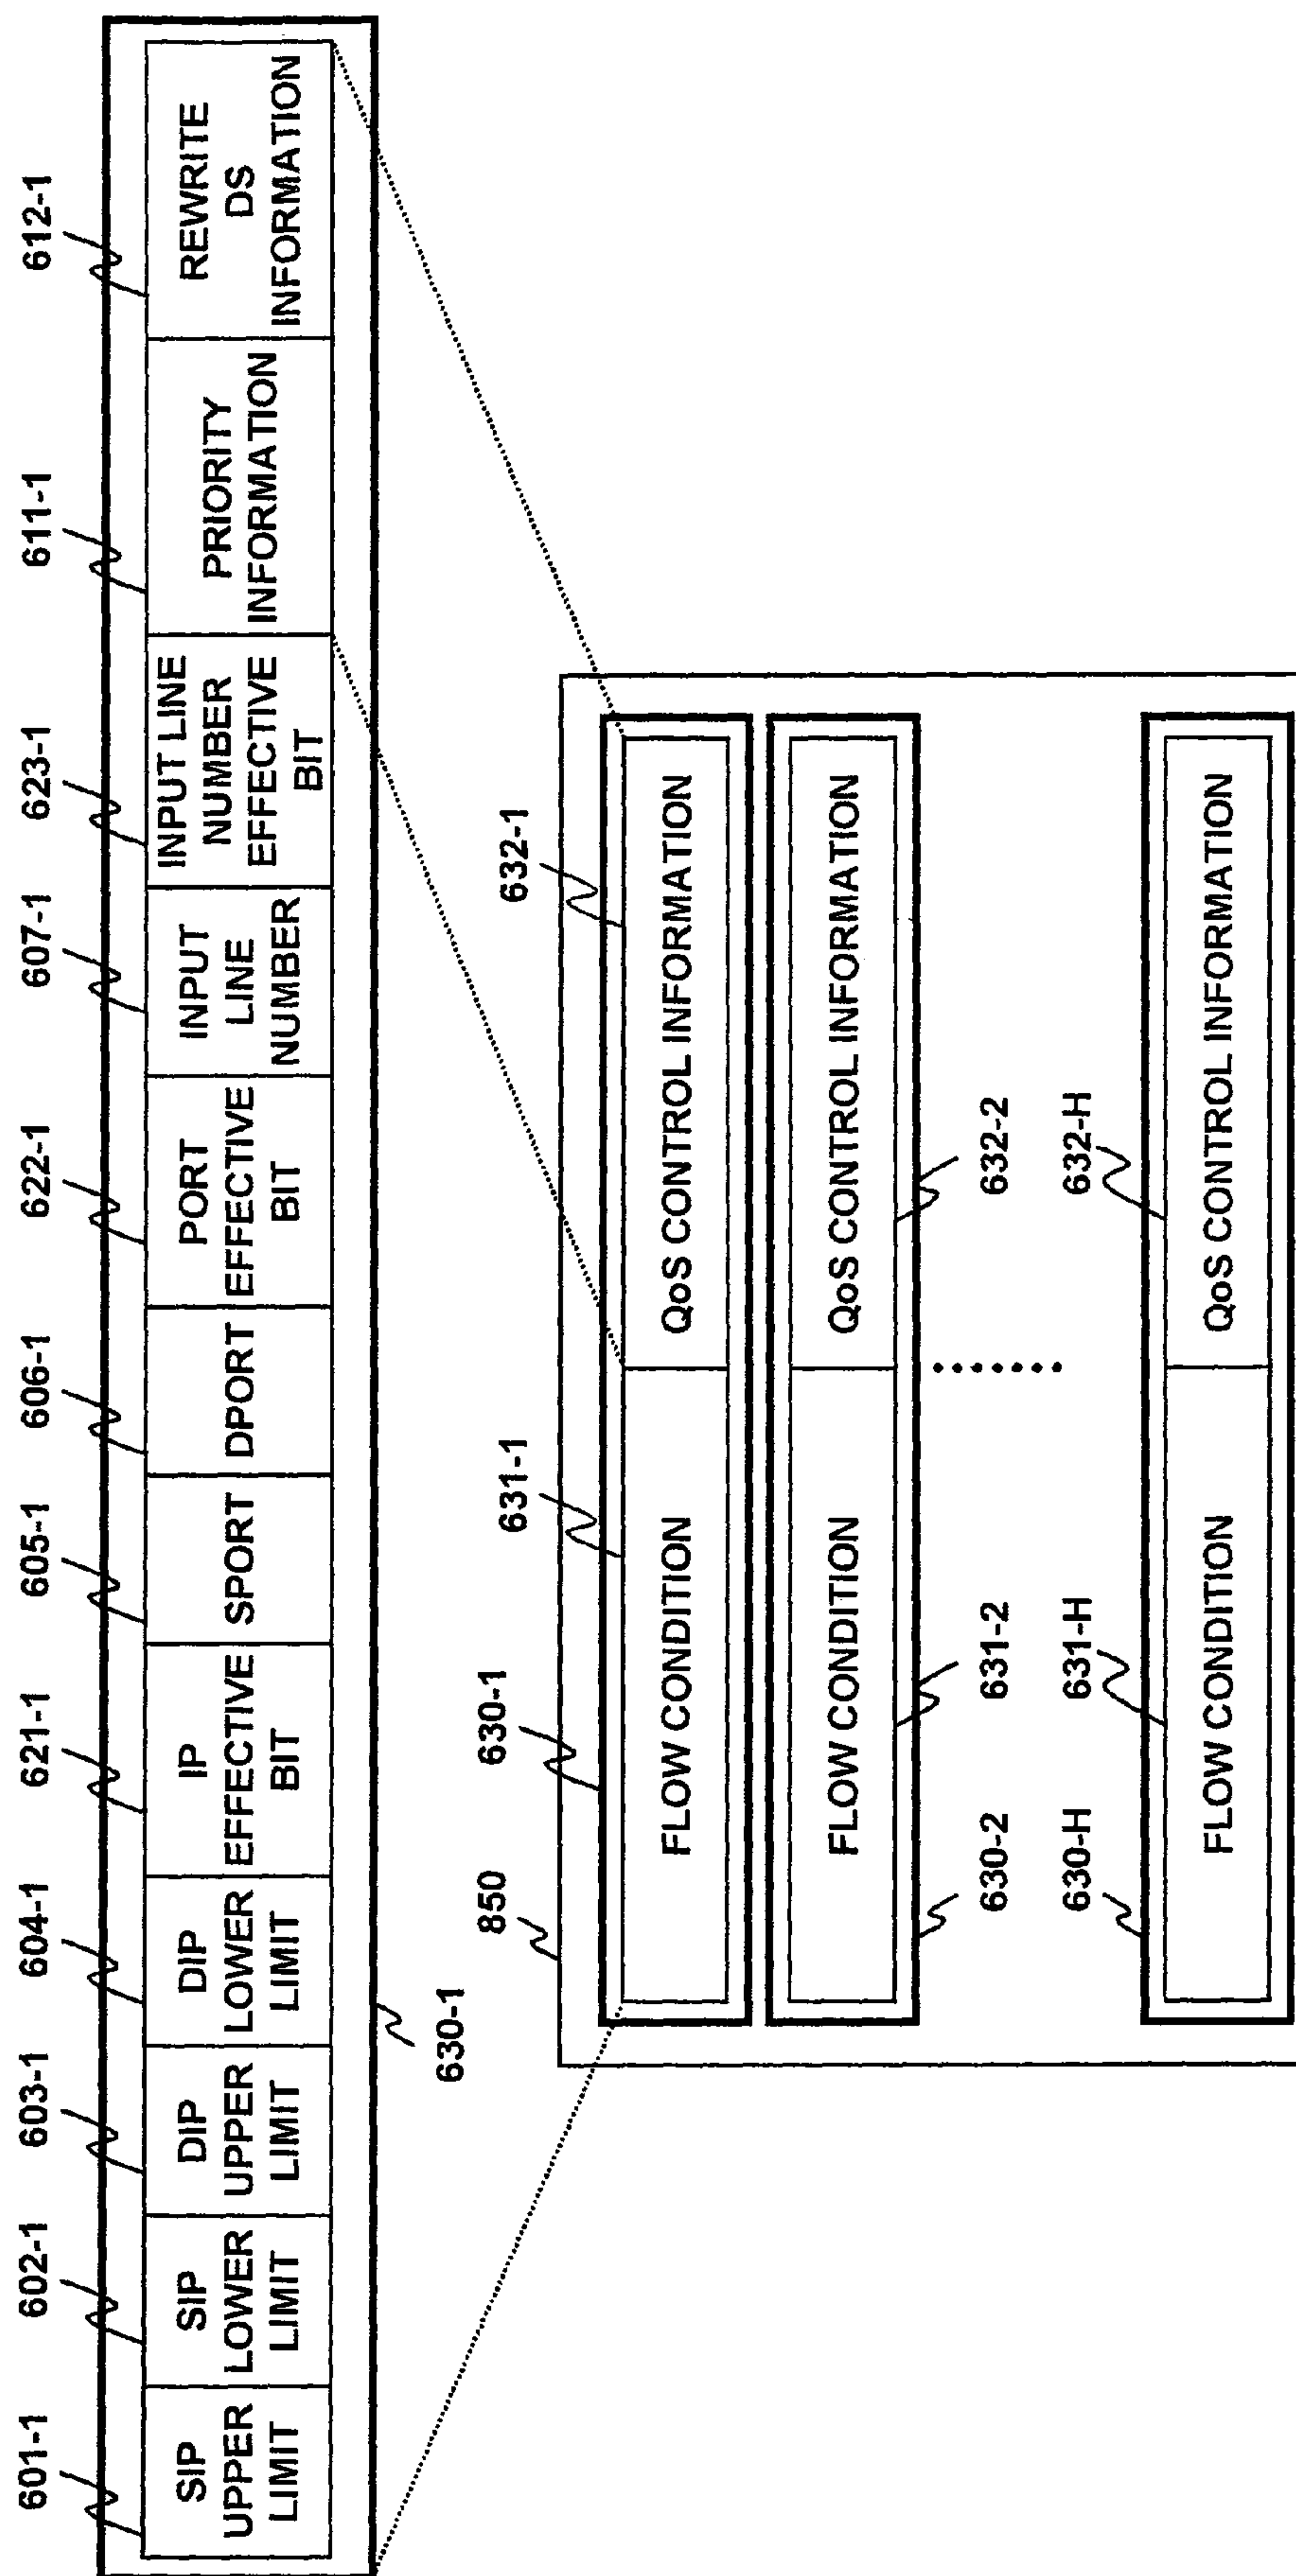 601-1
602-1
603-1
604-1
621-1
605-1
606-1
622-1
607-1
623-1
611-1
612-1
SIP
UPPER
LIMIT
SIP
LOWER
LIMIT
DIP
UPPER
LIMIT
DIP
LOWER
LIMIT
IP
EFFECTIVE
BIT
SPORT
DPORT
PORT
EFFECTIVE
BIT
INPUT
LINE
NUMBER
INPUT LINE
NUMBER
EFFECTIVE
BIT
PRIORITY
INFORMATION
REWRITE
DS
INFORMATION
630-1
850
630-1
631-1
632-1
FLOW CONDITION
QoS CONTROL INFORMATION
FLOW CONDITION
QoS CONTROL INFORMATION
630-2
631-2
632-2
630-H
631-H
632-H
FLOW CONDITION
QoS CONTROL INFORMATION